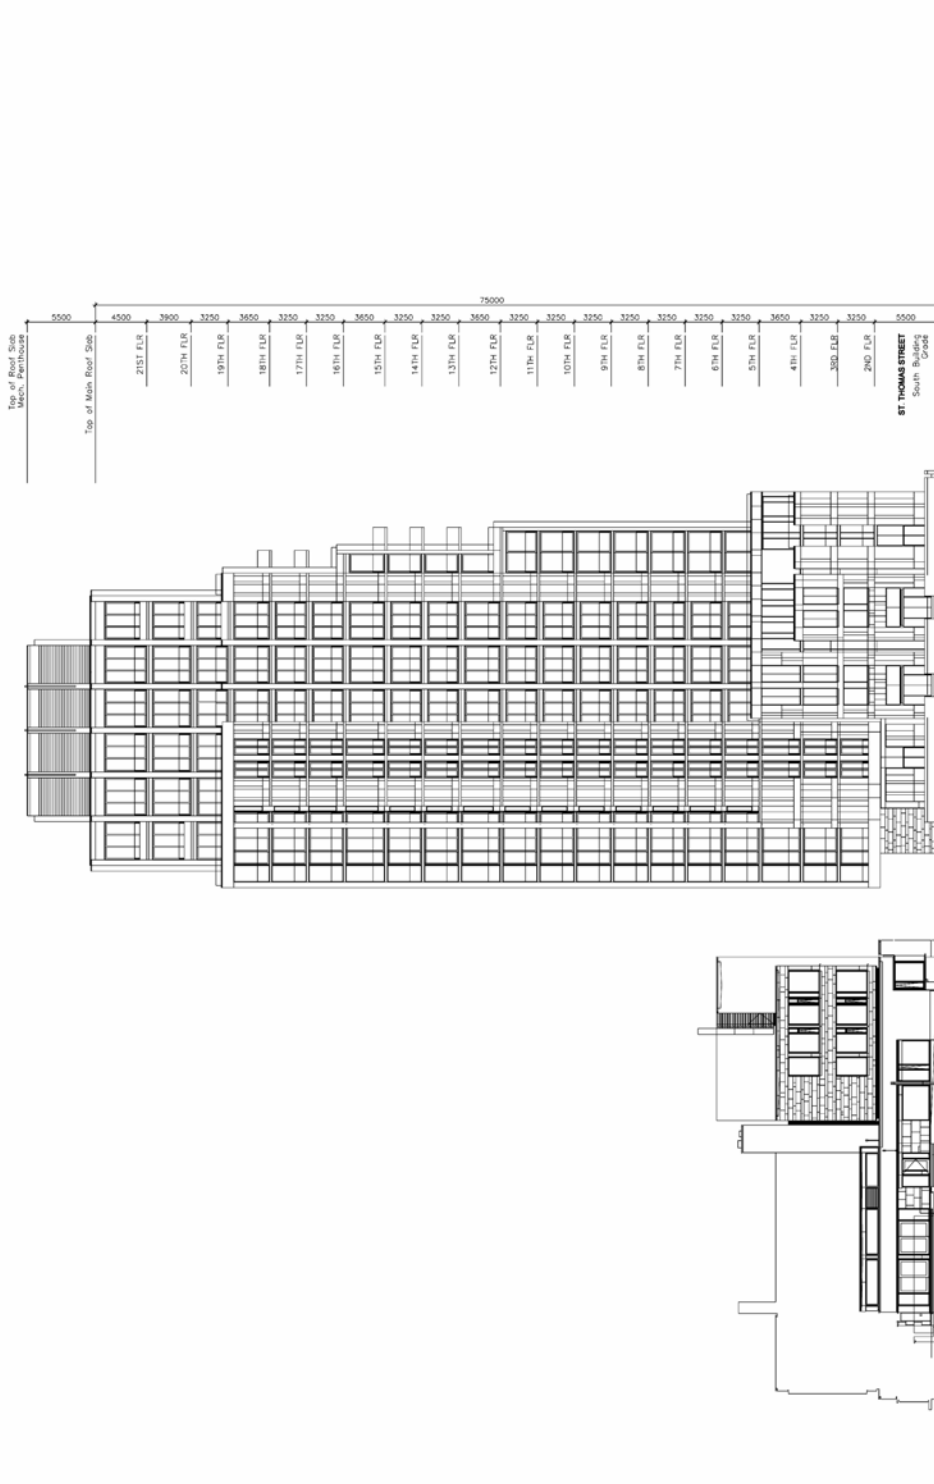 75000
5500
4500
3900
3250
3650
3250
3250
3650
3250
3250
3650
3250
3250
3250
3250
3250
3250
3250
3650
3250
3250
5500
Top of Roof Slab
Mech. Penthouse
Top of Main Roof Slab
21ST FLR
20TH FLR
19TH FLR
18TH FLR
17TH FLR
16TH FLR
15TH FLR
14TH FLR
13TH FLR
12TH FLR
11TH FLR
10TH FLR
9TH FLR
8TH FLR
7TH FLR
6TH FLR
5TH FLR
4TH FLR
3RD FLR
2ND FLR
ST. THOMAS STREET
South Building
Grade